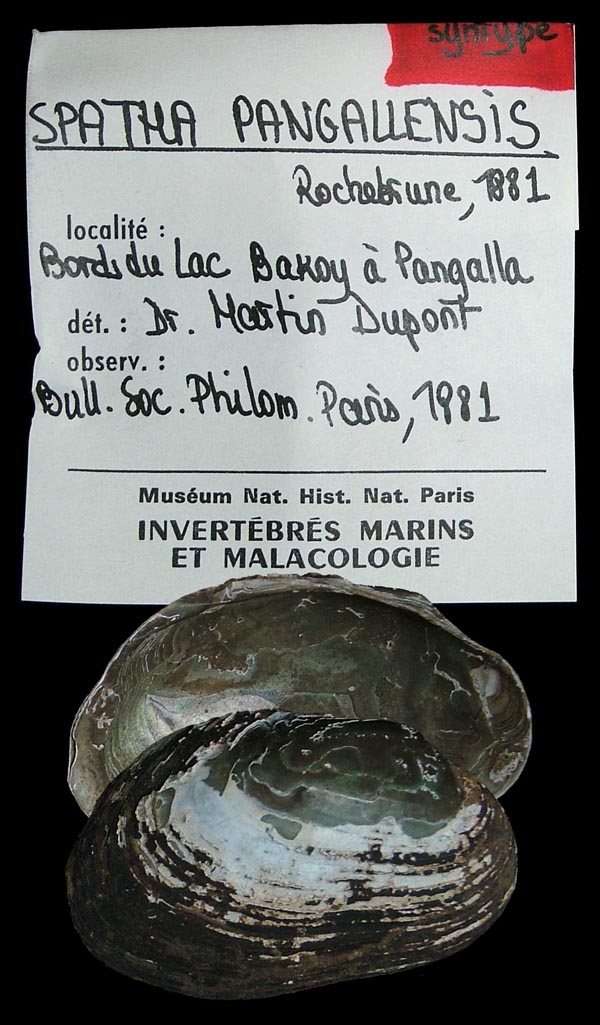 syntype
SPATHA PANGALLENSIS
Rochebrune, 1881
localité :
Bords du Lac Bakoy à Pangalla
dét. : Dr. Martin Dupont
observ. :
Bull. Soc. Philom. Paris, 1981
Muséum Nat. Hist. Nat. Paris
INVERTÉBRÉS MARINS
ET MALACOLOGIE